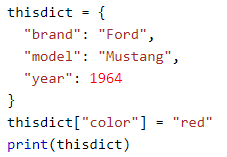 thisdict = {
  "brand": "Ford",
  "model": "Mustang",
  "year": 1964
}
thisdict["color"] = "red"
print(thisdict)